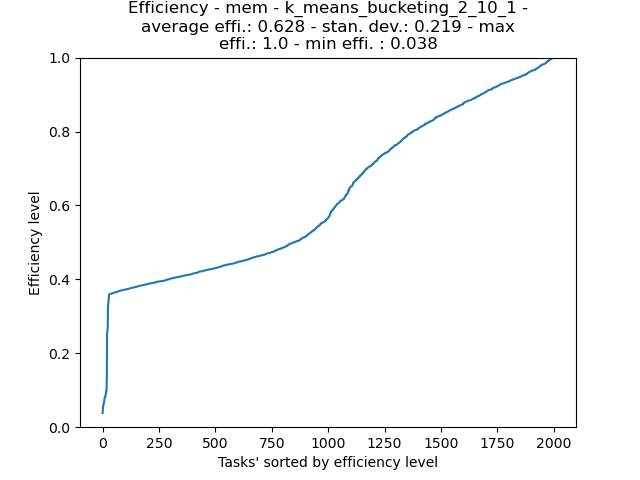 Efficiency - mem - k_means_bucketing_2_10_1 -
average effi.: 0.628 - stan. dev.: 0.219 - max
effi.: 1.0 - min effi. : 0.038
1.0
0.8
0.6
0.4
0.2
0.0
Efficiency level
0 250 500 750 1000 1250 1500 1750 2000
Tasks' sorted by efficiency level